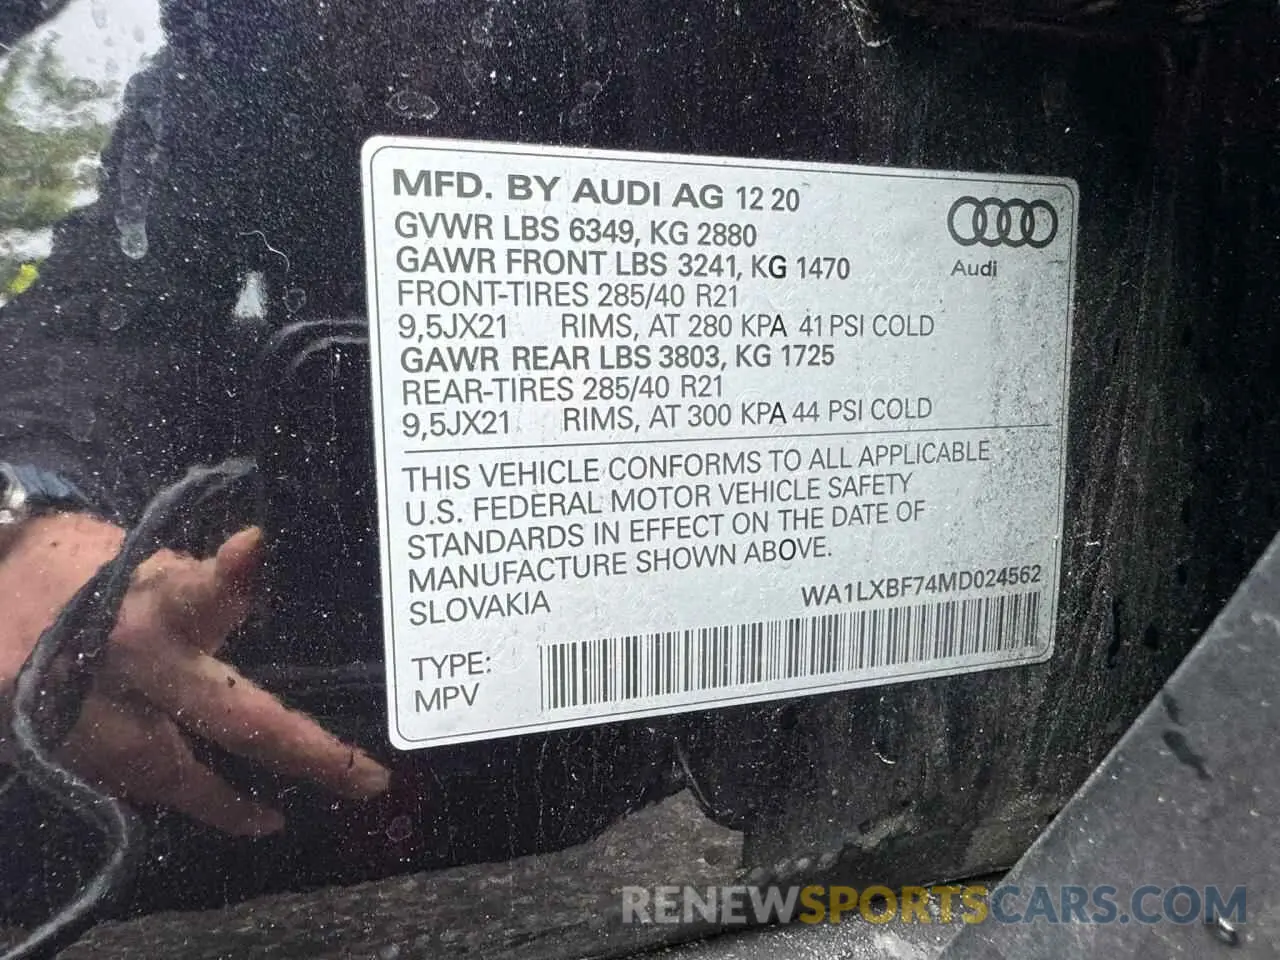 MFD. BY AUDI AG 12 20
GVWR LBS 6349, KG 2880
GAWR FRONT LBS 3241, KG 1470
FRONT-TIRES 285/40 R21
9,5JX21 RIMS, AT 280 KPA 41 PSI COLD
GAWR REAR LBS 3803, KG 1725
REAR-TIRES 285/40 R21
9,5JX21 RIMS, AT 300 KPA 44 PSI COLD
Audi
THIS VEHICLE CONFORMS TO ALL APPLICABLE
U.S. FEDERAL MOTOR VEHICLE SAFETY
STANDARDS IN EFFECT ON THE DATE OF
MANUFACTURE SHOWN ABOVE.
SLOVAKIA
WA1LXBF74MD024562
TYPE:
MPV
RENEWSPORTSCARS.COM